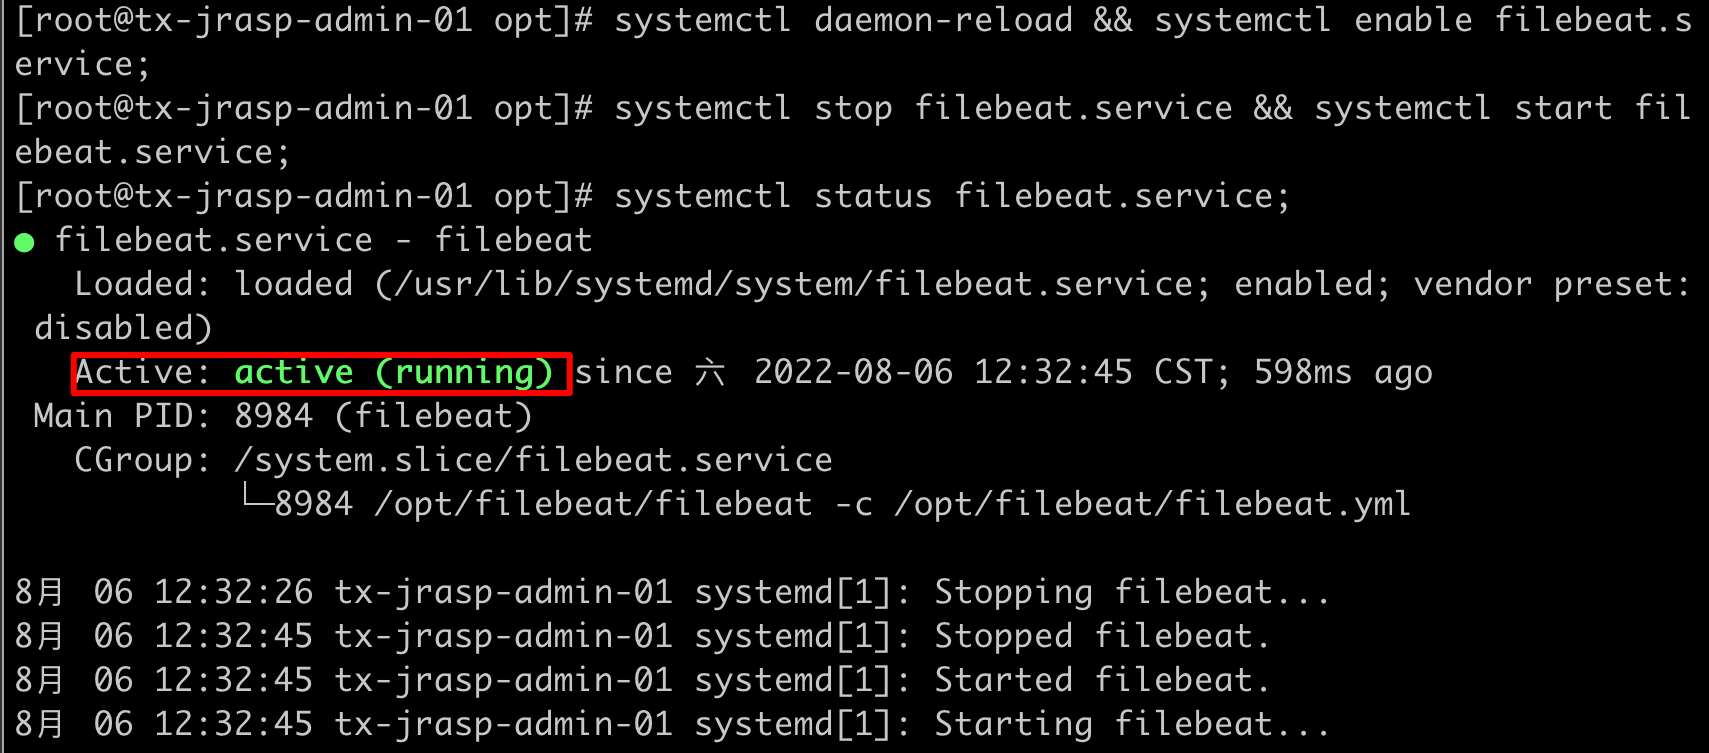 [root@tx-jrasp-admin-01 opt]# systemctl daemon-reload && systemctl enable filebeat.s
ervice;
[root@tx-jrasp-admin-01 opt]# systemctl stop filebeat.service && systemctl start fil
ebeat.service;
[root@tx-jrasp-admin-01 opt]# systemctl status filebeat.service;
● filebeat.service - filebeat
   Loaded: loaded (/usr/lib/systemd/system/filebeat.service; enabled; vendor preset:
 disabled)
   Active: active (running) since 六 2022-08-06 12:32:45 CST; 598ms ago
 Main PID: 8984 (filebeat)
   CGroup: /system.slice/filebeat.service
           └─8984 /opt/filebeat/filebeat -c /opt/filebeat/filebeat.yml

8月  06 12:32:26 tx-jrasp-admin-01 systemd[1]: Stopping filebeat...
8月  06 12:32:45 tx-jrasp-admin-01 systemd[1]: Stopped filebeat.
8月  06 12:32:45 tx-jrasp-admin-01 systemd[1]: Started filebeat.
8月  06 12:32:45 tx-jrasp-admin-01 systemd[1]: Starting filebeat...